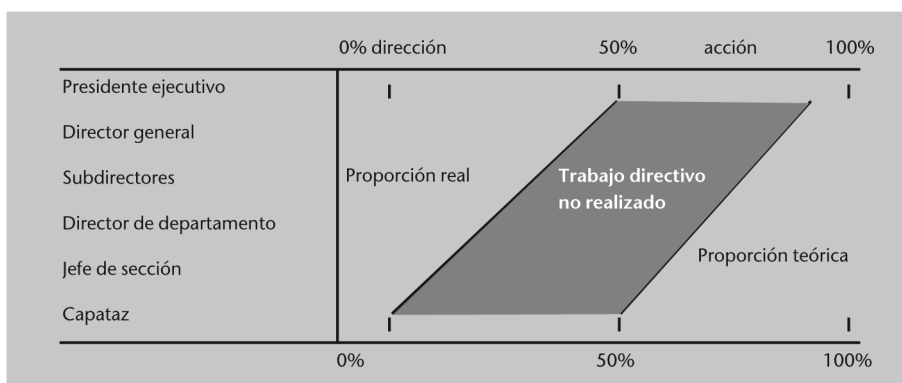 0% dirección 50% acción 100%
Presidente ejecutivo
Director general
Subdirectores
Proporción real
Trabajo directivo
no realizado
Director de departamento
Proporción teórica
Jefe de sección
Capataz
0% 50% 100%